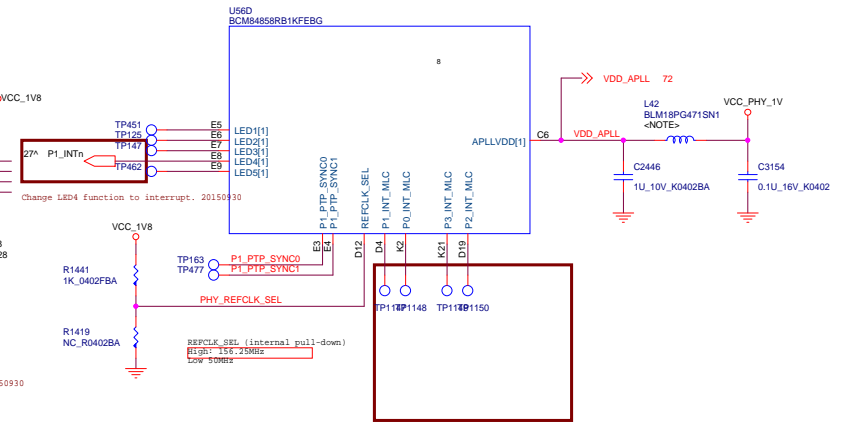 U56D
BCM84858RB1KFEBG
8
VDD_APLL 72
VCC_1V8
L42
BLM18PG471SN1
<NOTE>
VCC_PHY_1V
TP451
TP125
TP147
TP462
E5
E6
E7
E8
E9
LED1[1]
LED2[1]
LED3[1]
LED4[1]
LED5[1]
27^ P1_INTn
APLLVDD[1]
C6
VDD_APLL
C2446
1U_10V_K0402BA
C3154
0.1U_16V_K0402
Change LED4 function to interrupt. 20150930
P1_PTP_SYNC0
P1_PTP_SYNC1
REFCLK_SEL
P1_INT_MLC
P0_INT_MLC
P3_INT_MLC
P2_INT_MLC
E3
E4
D12
D4
K2
K21
D19
VCC_1V8
TP163
TP477
P1_PTP_SYNC0
P1_PTP_SYNC1
28
R1441
1K_0402FBA
PHY_REFCLK_SEL
TP1148
TP1150
R1419
NC_R0402BA
REFCLK_SEL (internal pull-down)
High: 156.25MHz
Low 50MHz